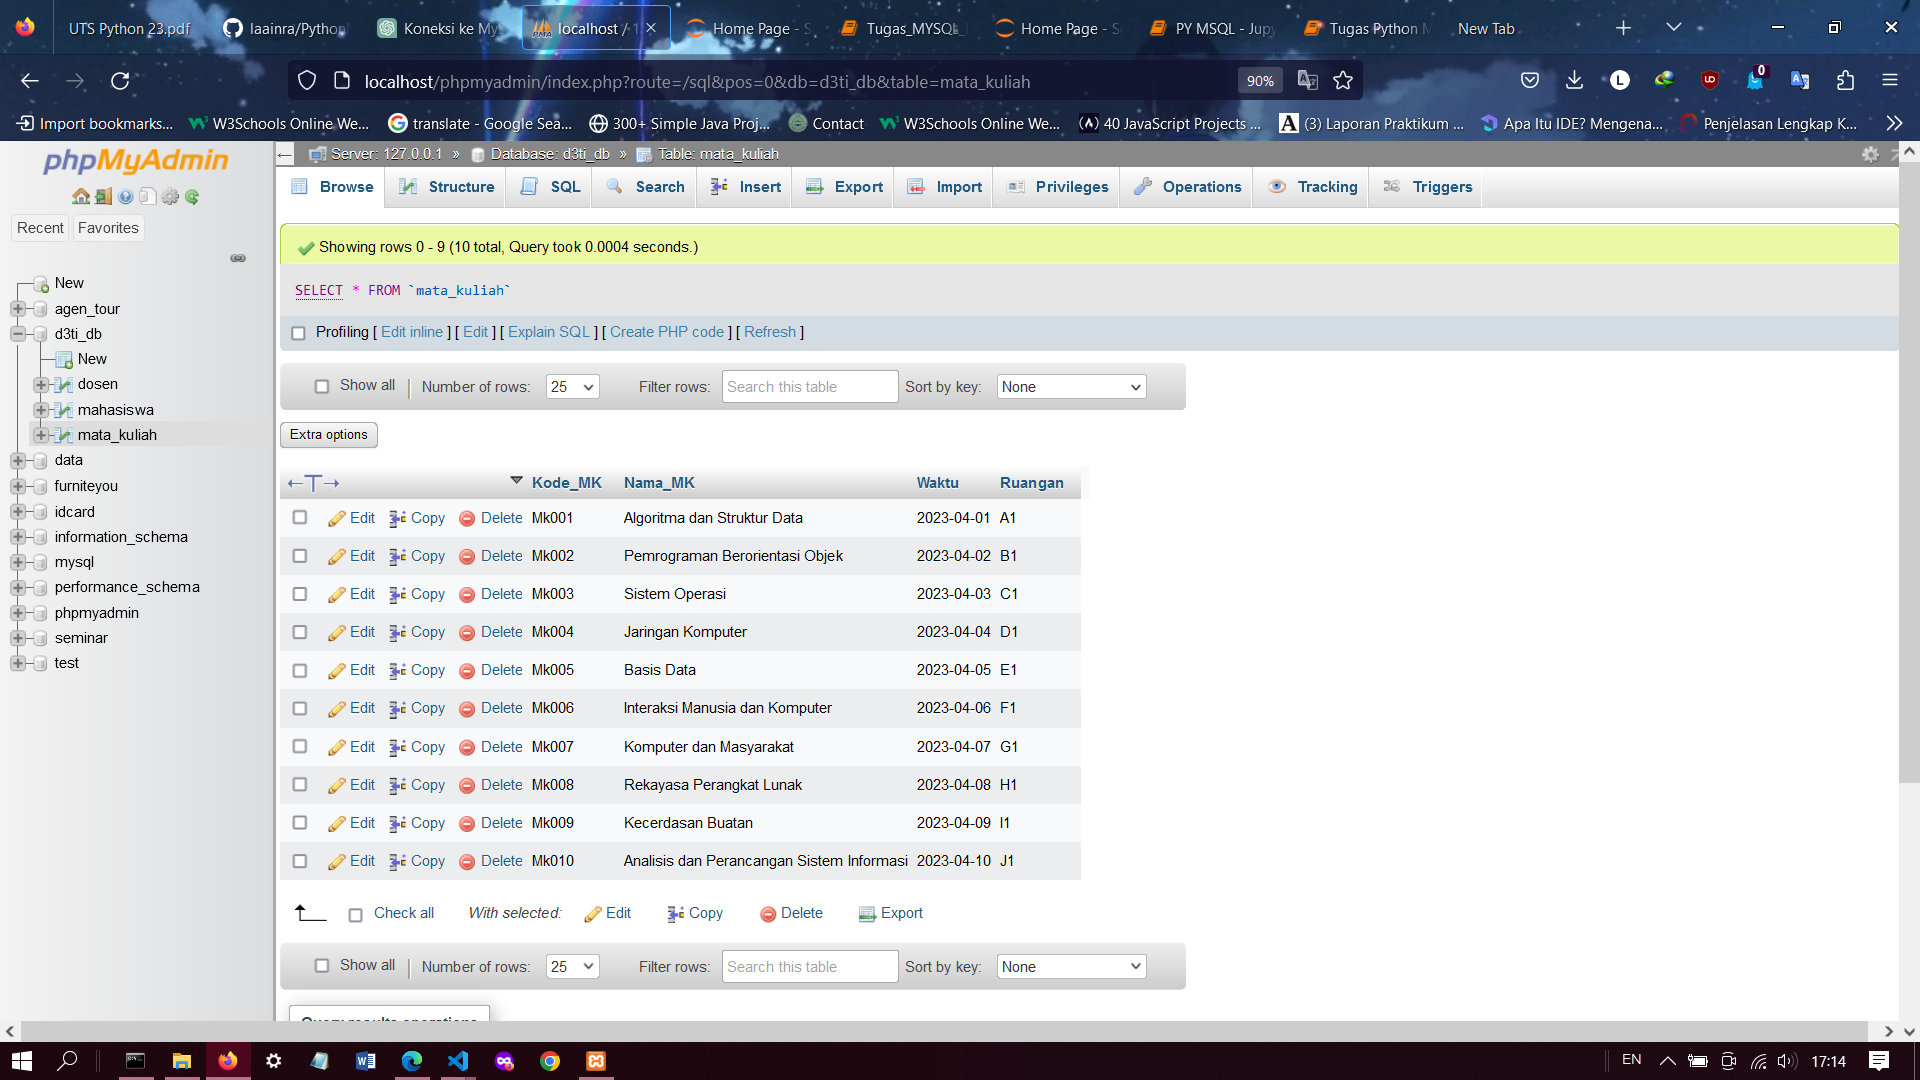 UTS Python 23.pdf
laainra/Python
Koneksi ke My
localhost / 1
Home Page - S
Tugas_MYSQL
Home Page - S
PY MSQL - Jupy
Tugas Python M
New Tab
localhost/phpmyadmin/index.php?route=/sql&pos=0&db=d3ti_db&table=mata_kuliah
90%
L
0
Import bookmarks...
W3Schools Online We...
translate - Google Sea...
300+ Simple Java Proj...
Contact
W3Schools Online We...
40 JavaScript Projects ...
(3) Laporan Praktikum ...
Apa Itu IDE? Mengena...
Penjelasan Lengkap K...
phpMyAdmin
Recent Favorites
New
agen_tour
d3ti_db
New
dosen
mahasiswa
mata_kuliah
data
furniteyou
idcard
information_schema
mysql
performance_schema
phpmyadmin
seminar
test
Server: 127.0.0.1 » Database: d3ti_db » Table: mata_kuliah
Browse Structure SQL Search Insert Export Import Privileges Operations Tracking Triggers
Showing rows 0 - 9 (10 total, Query took 0.0004 seconds.)
SELECT * FROM `mata_kuliah`
Profiling [ Edit inline ] [ Edit ] [ Explain SQL ] [ Create PHP code ] [ Refresh ]
Show all | Number of rows: 25 Filter rows: Search this table Sort by key: None
Extra options
←T→ Kode_MK Nama_MK Waktu Ruangan
Edit Copy Delete Mk001 Algoritma dan Struktur Data 2023-04-01 A1
Edit Copy Delete Mk002 Pemrograman Berorientasi Objek 2023-04-02 B1
Edit Copy Delete Mk003 Sistem Operasi 2023-04-03 C1
Edit Copy Delete Mk004 Jaringan Komputer 2023-04-04 D1
Edit Copy Delete Mk005 Basis Data 2023-04-05 E1
Edit Copy Delete Mk006 Interaksi Manusia dan Komputer 2023-04-06 F1
Edit Copy Delete Mk007 Komputer dan Masyarakat 2023-04-07 G1
Edit Copy Delete Mk008 Rekayasa Perangkat Lunak 2023-04-08 H1
Edit Copy Delete Mk009 Kecerdasan Buatan 2023-04-09 I1
Edit Copy Delete Mk010 Analisis dan Perancangan Sistem Informasi 2023-04-10 J1
Check all With selected: Edit Copy Delete Export
Show all | Number of rows: 25 Filter rows: Search this table Sort by key: None
Query results operations
EN
17:14